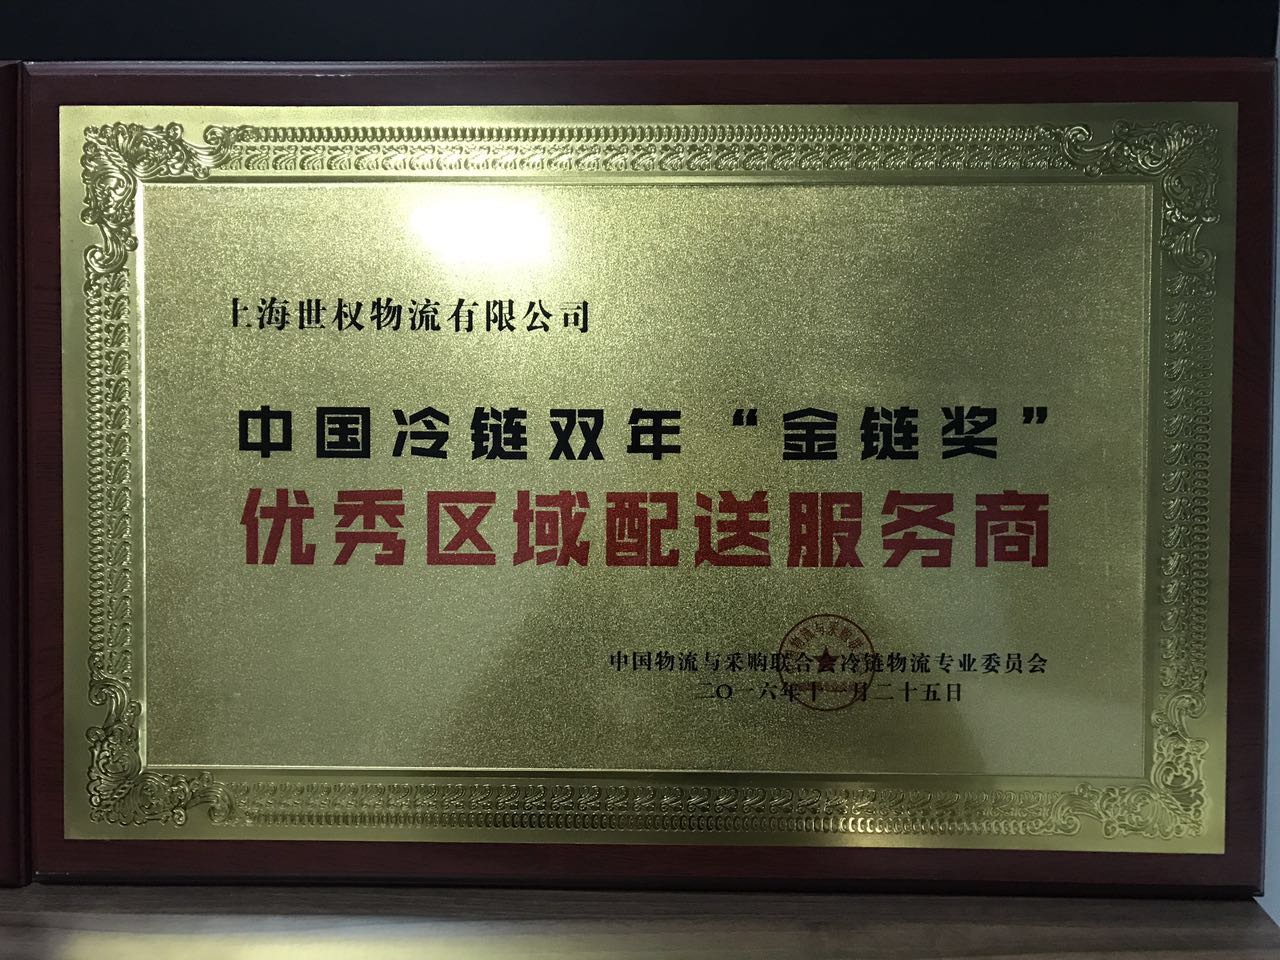 上海世权物流有限公司
中国冷链双年“金链奖”
优秀区域配送服务商
中国物流与采购联合会冷链物流专业委员会
二〇一六年十一月二十五日